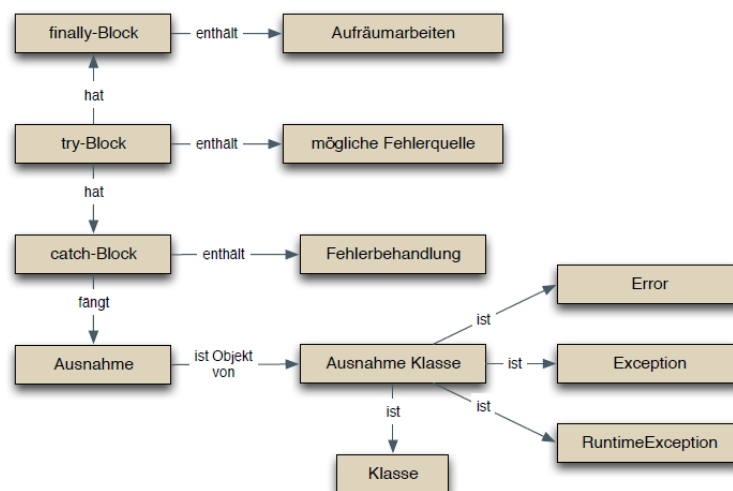 finally-Block
enthält
Aufräumarbeiten
hat
try-Block
enthält
mögliche Fehlerquelle
hat
catch-Block
enthält
Fehlerbehandlung
fängt
Error
ist
Ausnahme
ist Objekt
von
Ausnahme Klasse
ist
Exception
ist
ist
RuntimeException
Klasse